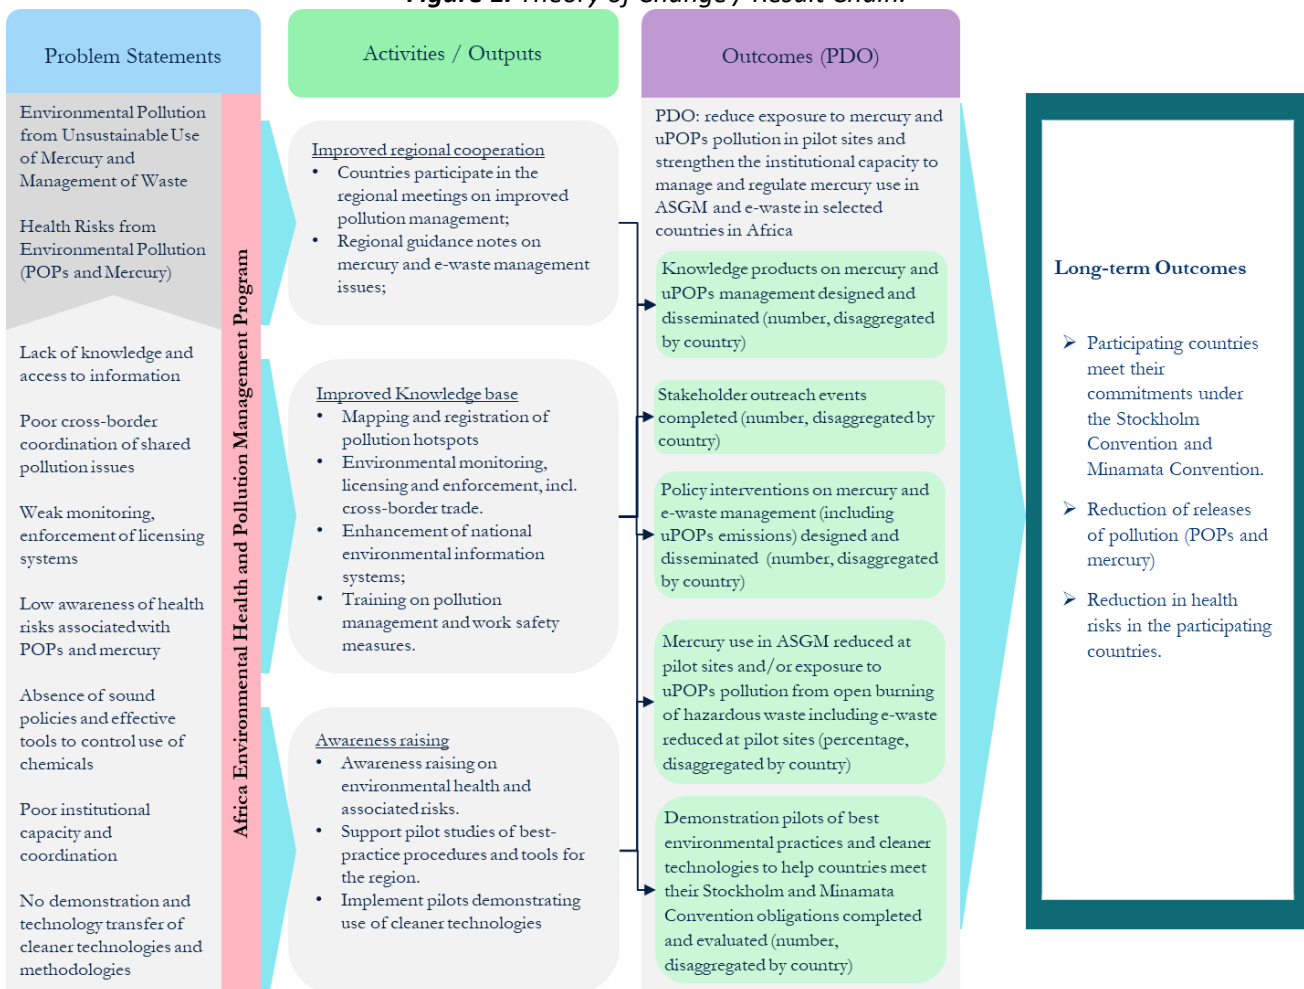 Figure 2: Theory of Change / Result Chain.
Problem Statements
Environmental Pollution
from Unsustainable Use
of Mercury and
Management of Waste
Health Risks from
Environmental Pollution
(POPs and Mercury)
Lack of knowledge and
access to information
Poor cross-border
coordination of shared
pollution issues
Weak monitoring,
enforcement of licensing
systems
Low awareness of health
risks associated with
POPs and mercury
Absence of sound
policies and effective
tools to control use of
chemicals
Poor institutional
capacity and
coordination
No demonstration and
technology transfer of
cleaner technologies and
methodologies
Africa Environmental Health and Pollution Management Program
Activities / Outputs
Improved regional cooperation
• Countries participate in the
regional meetings on improved
pollution management;
• Regional guidance notes on
mercury and e-waste management
issues;
Improved Knowledge base
• Mapping and registration of
pollution hotspots
• Environmental monitoring,
licensing and enforcement, incl.
cross-border trade.
• Enhancement of national
environmental information
systems;
• Training on pollution
management and work safety
measures.
Awareness raising
• Awareness raising on
environmental health and
associated risks.
• Support pilot studies of best-
practice procedures and tools for
the region.
• Implement pilots demonstrating
use of cleaner technologies
Outcomes (PDO)
PDO: reduce exposure to mercury and
uPOPs pollution in pilot sites and
strengthen the institutional capacity to
manage and regulate mercury use in
ASGM and e-waste in selected
countries in Africa
Knowledge products on mercury and
uPOPs management designed and
disseminated (number, disaggregated
by country)
Stakeholder outreach events
completed (number, disaggregated by
country)
Policy interventions on mercury and
e-waste management (including
uPOPs emissions) designed and
disseminated (number, disaggregated
by country)
Mercury use in ASGM reduced at
pilot sites and/or exposure to
uPOPs pollution from open burning
of hazardous waste including e-waste
reduced at pilot sites (percentage,
disaggregated by country)
Demonstration pilots of best
environmental practices and cleaner
technologies to help countries meet
their Stockholm and Minamata
Convention obligations completed
and evaluated (number,
disaggregated by country)
Long-term Outcomes
➢ Participating countries
meet their
commitments under
the Stockholm
Convention and
Minamata Convention.
➢ Reduction of releases
of pollution (POPs and
mercury)
➢ Reduction in health
risks in the participating
countries.